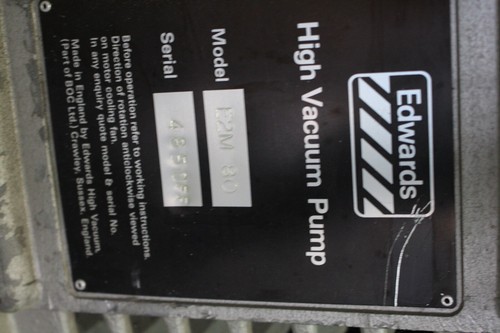 Edwards
High Vacuum Pump
Model E2M 80
Serial
Before operation refer to working instructions.
Direction of rotation anticlockwise viewed
on motor cooling fan.
In any enquiry quote model & serial No.
Made in England by Edwards High Vacuum
(Part of BOC Ltd) Crawley, Sussex, England